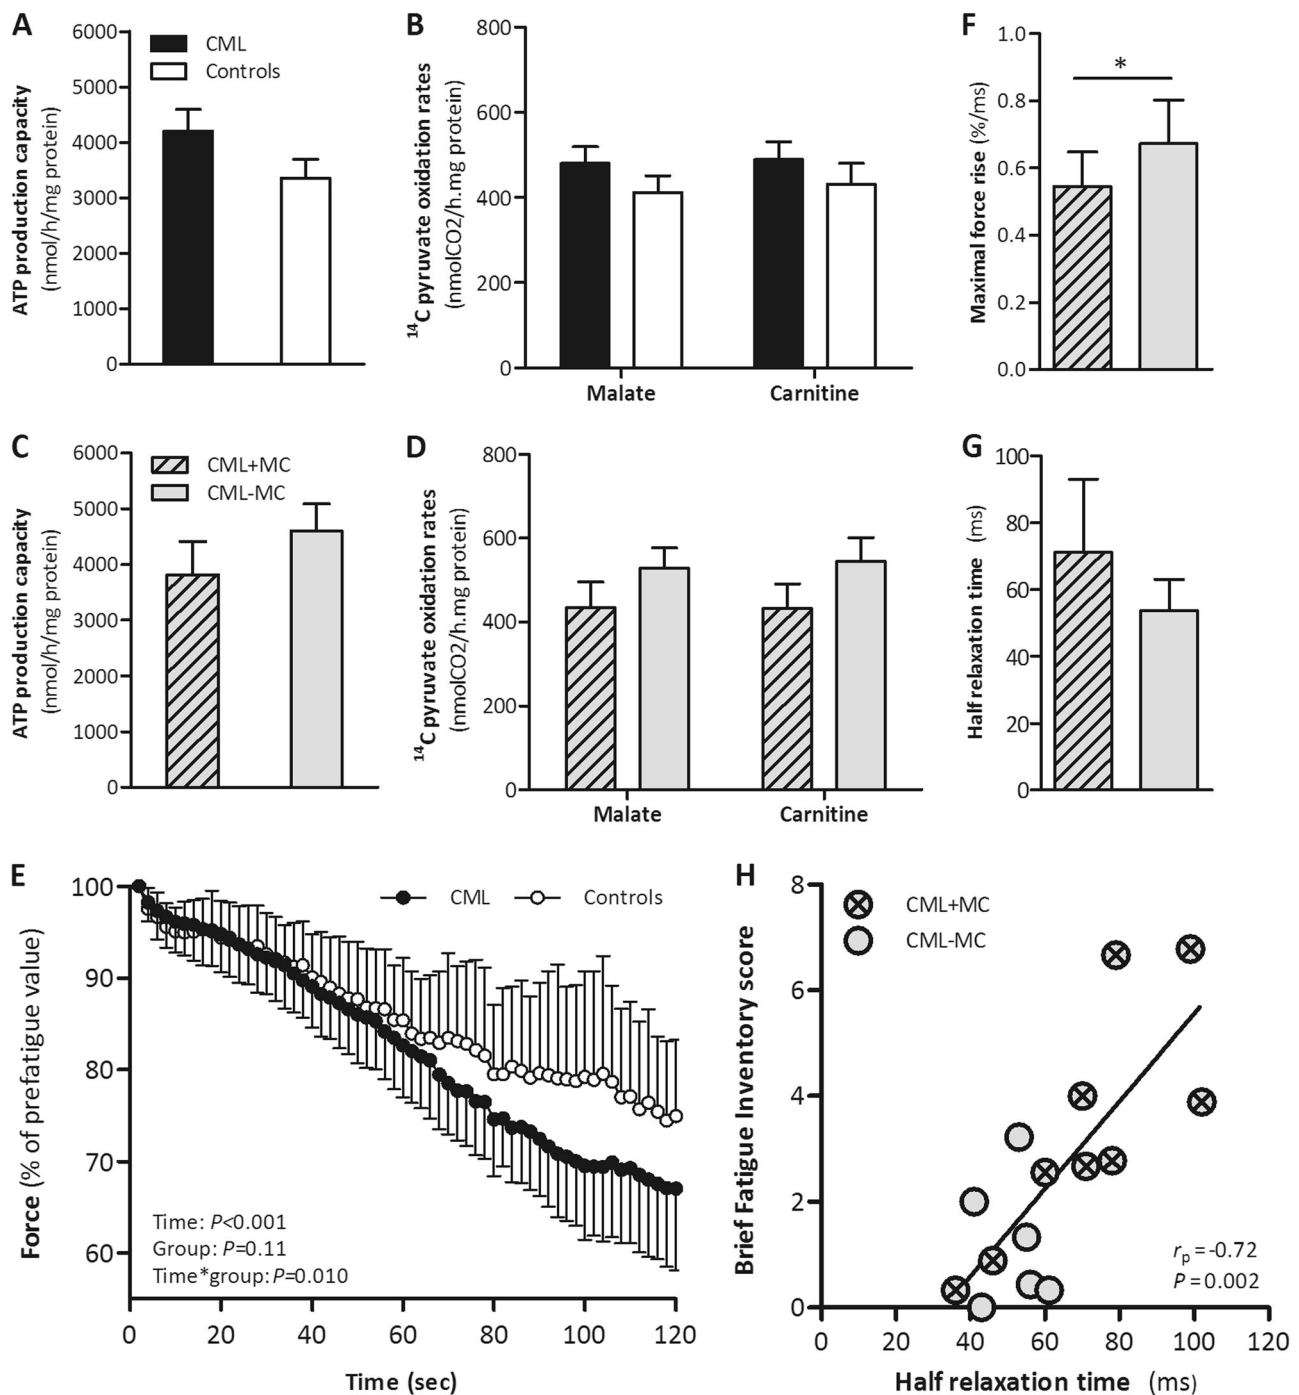 A
ATP production capacity
(nmol/h/mg protein)
6000
5000
4000
3000
2000
1000
0
CML
Controls
B
¹⁴C pyruvate oxidation rates
(nmolCO2/h.mg protein)
800
600
400
200
0
Malate Carnitine
F
Maximal force rise (%/ms)
1.0
0.8
0.6
0.4
0.2
0.0
*
C
ATP production capacity
(nmol/h/mg protein)
6000
5000
4000
3000
2000
1000
0
CML+MC
CML-MC
D
¹⁴C pyruvate oxidation rates
(nmolCO2/h.mg protein)
800
600
400
200
0
Malate Carnitine
G
Half relaxation time (ms)
100
80
60
40
20
0
E
Force (% of prefatigue value)
100
90
80
70
60
CML Controls
Time: P<0.001
Group: P=0.11
Time*group: P=0.010
0 20 40 60 80 100 120
Time (sec)
H
Brief Fatigue Inventory score
8
6
4
2
0
CML+MC
CML-MC
rp = -0.72
P = 0.002
0 20 40 60 80 100 120
Half relaxation time (ms)